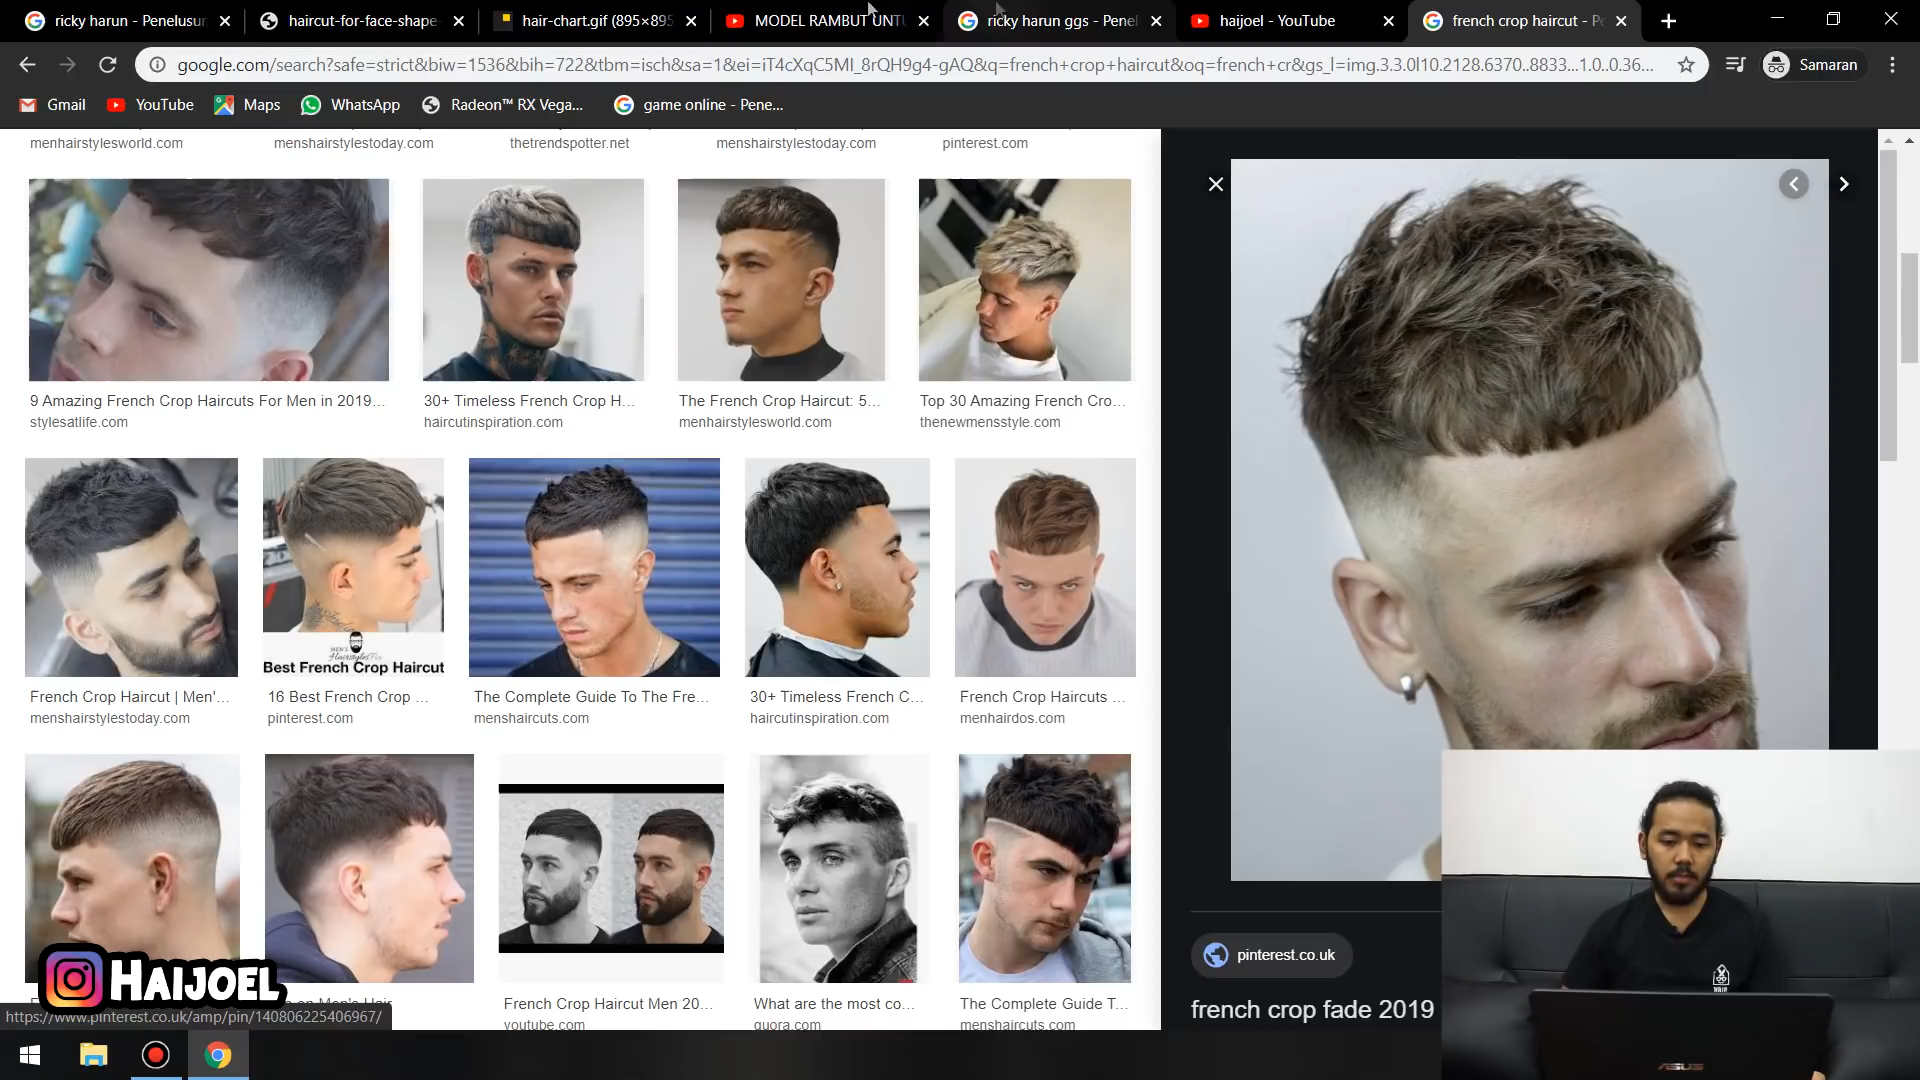 ricky harun - Penelusur
haircut-for-face-shape-
hair-chart.gif (895×895
MODEL RAMBUT UNTU
ricky harun ggs - Penel
haijoel - YouTube
french crop haircut - Pe
google.com/search?safe=strict&biw=1536&bih=722&tbm=isch&sa=1&ei=iT4cXqC5MI_8rQH9g4-gAQ&q=french+crop+haircut&oq=french+cr&gs_l=img.3.3.0l10.2128.6370..8833...1.0..0.36...
Samaran
Gmail
YouTube
Maps
WhatsApp
Radeon™ RX Vega...
game online - Pene...
menhairstylesworld.com
menshairstylestoday.com
thetrendspotter.net
menshairstylestoday.com
pinterest.com
9 Amazing French Crop Haircuts For Men in 2019...
stylesatlife.com
30+ Timeless French Crop H...
haircutinspiration.com
The French Crop Haircut: 5...
menhairstylesworld.com
Top 30 Amazing French Cro...
thenewmensstyle.com
Best French Crop Haircut
French Crop Haircut | Men'...
menshairstylestoday.com
16 Best French Crop ...
pinterest.com
The Complete Guide To The Fre...
menshaircuts.com
30+ Timeless French C...
haircutinspiration.com
French Crop Haircuts ...
menhairdos.com
HAIJOEL
on Men's Hair
French Crop Haircut Men 20...
youtube.com
What are the most co...
quora.com
The Complete Guide T...
menshaircuts.com
https://www.pinterest.co.uk/amp/pin/140806225406967/
pinterest.co.uk
french crop fade 2019
ASUS